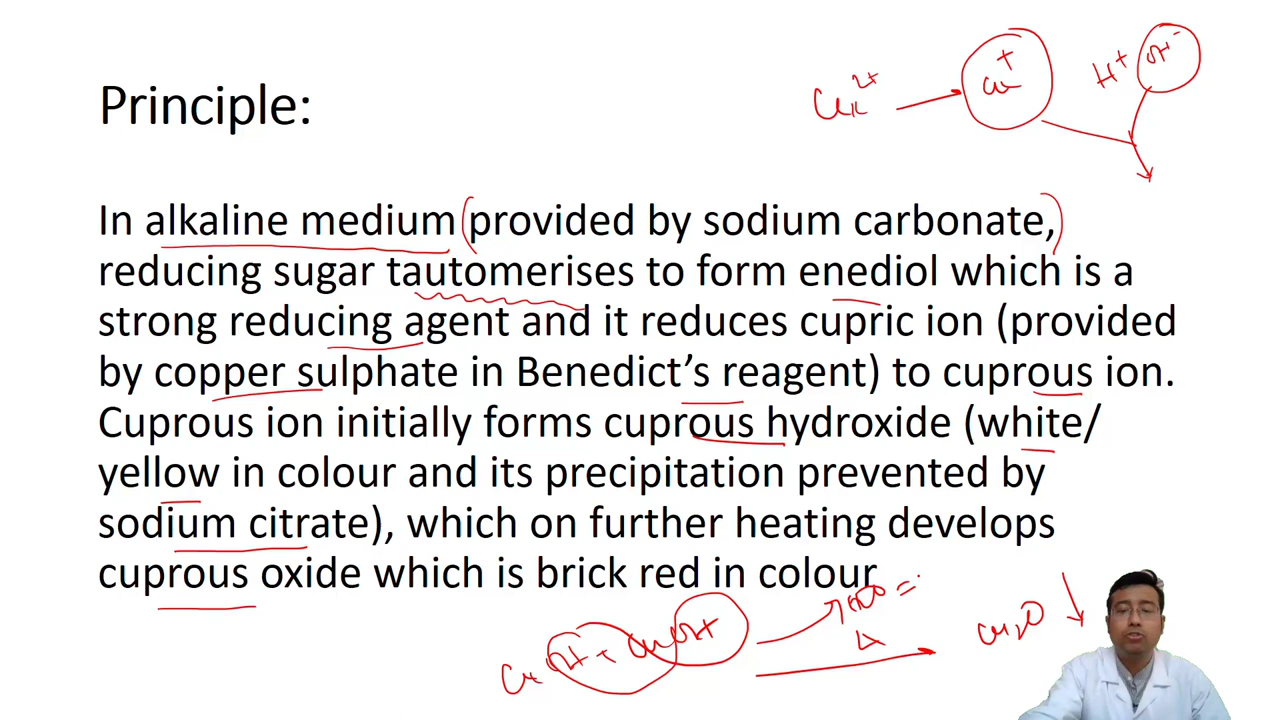 Principle:
Cu²⁺
Cu⁺
H⁺ OH⁻
In alkaline medium (provided by sodium carbonate,)
reducing sugar tautomerises to form enediol which is a
strong reducing agent and it reduces cupric ion (provided
by copper sulphate in Benedict’s reagent) to cuprous ion.
Cuprous ion initially forms cuprous hydroxide (white/
yellow in colour and its precipitation prevented by
sodium citrate), which on further heating develops
cuprous oxide which is brick red in colour
CuOH + CuOH
Δ
Cu₂O ↓